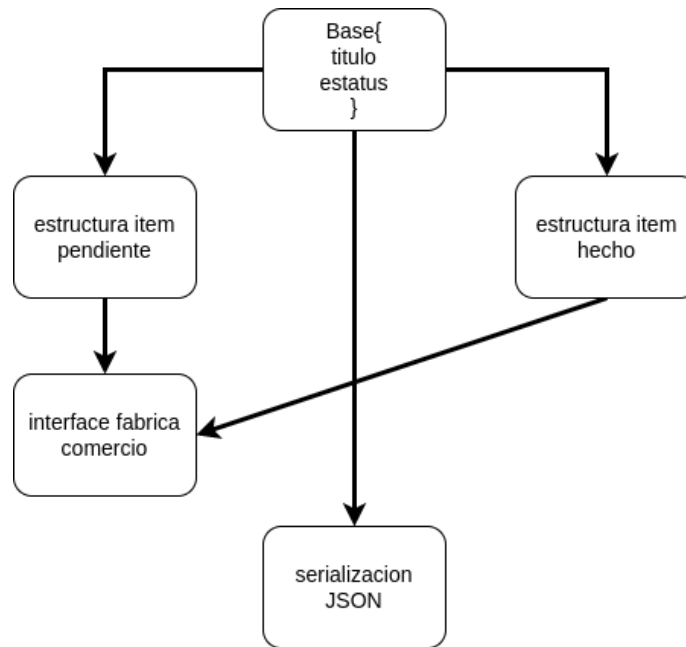 Base{
titulo
estatus
}
estructura item
pendiente
estructura item
hecho
interface fabrica
comercio
serializacion
JSON